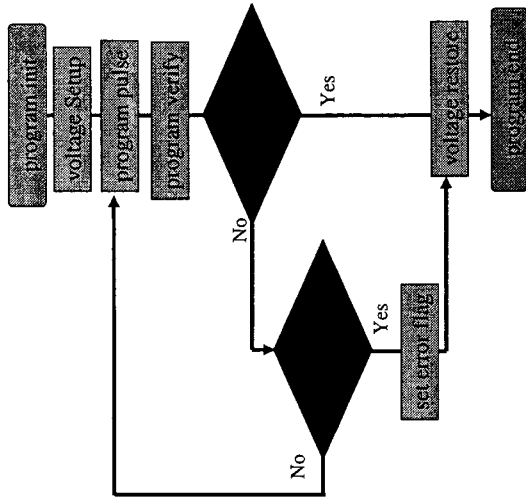 program init
voltage Setup
program pulse
program verify
No
Yes
No
Yes
set error flag
voltage restore
program end